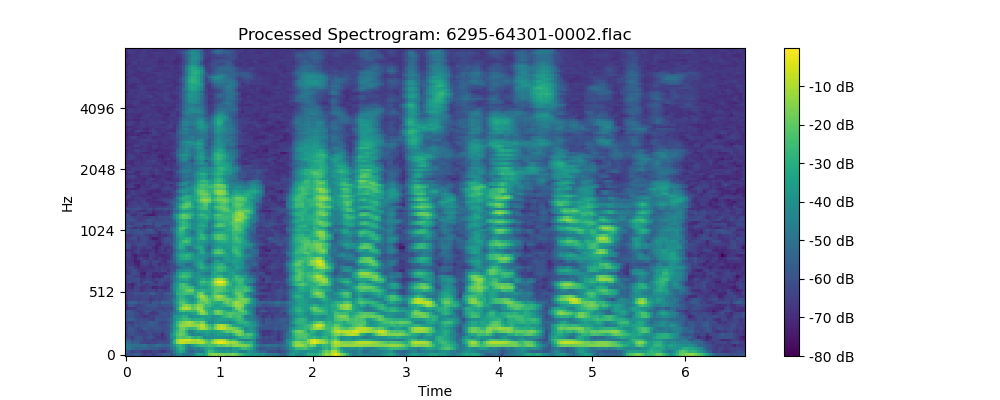 Processed Spectrogram: 6295-64301-0002.flac
Hz
4096
2048
1024
512
0
0 1 2 3 4 5 6
Time
-10 dB
-20 dB
-30 dB
-40 dB
-50 dB
-60 dB
-70 dB
-80 dB